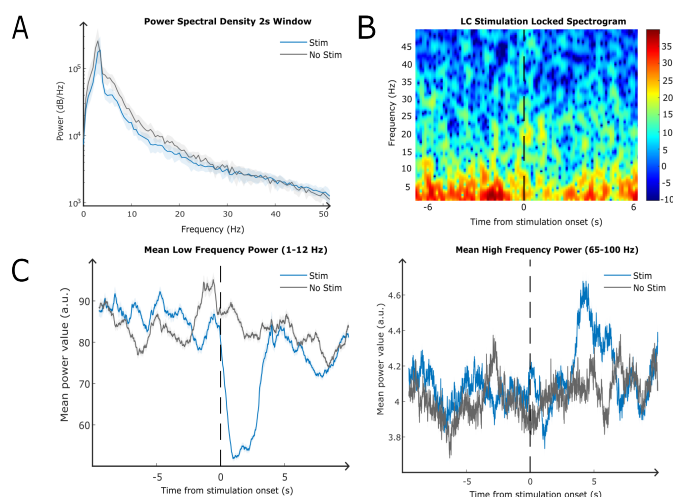 A
Power Spectral Density 2s Window
Stim
No Stim
Power (dB/Hz)
10^5
10^4
10^3
0 10 20 30 40 50
Frequency (Hz)
B
LC Stimulation Locked Spectrogram
Frequency (Hz)
45
40
35
30
25
20
15
10
5
-6 0 6
Time from stimulation onset (s)
40
30
20
10
0
-10
C
Mean Low Frequency Power (1-12 Hz)
Stim
No Stim
Mean power value (a.u.)
90
80
70
60
-5 0 5
Time from stimulation onset (s)
Mean High Frequency Power (65-100 Hz)
Stim
No Stim
Mean power value (a.u.)
4.6
4.4
4.2
4
3.8
-5 0 5
Time from stimulation onset (s)